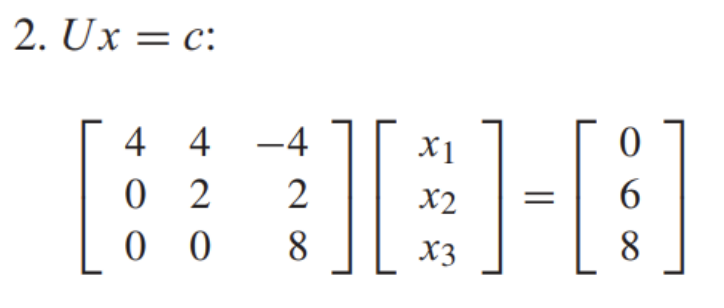 2. Ux = c:
[ 4 4 −4 ] [ x1 ] = [ 0 ]
[ 0 2 2 ] [ x2 ] = [ 6 ]
[ 0 0 8 ] [ x3 ] = [ 8 ]